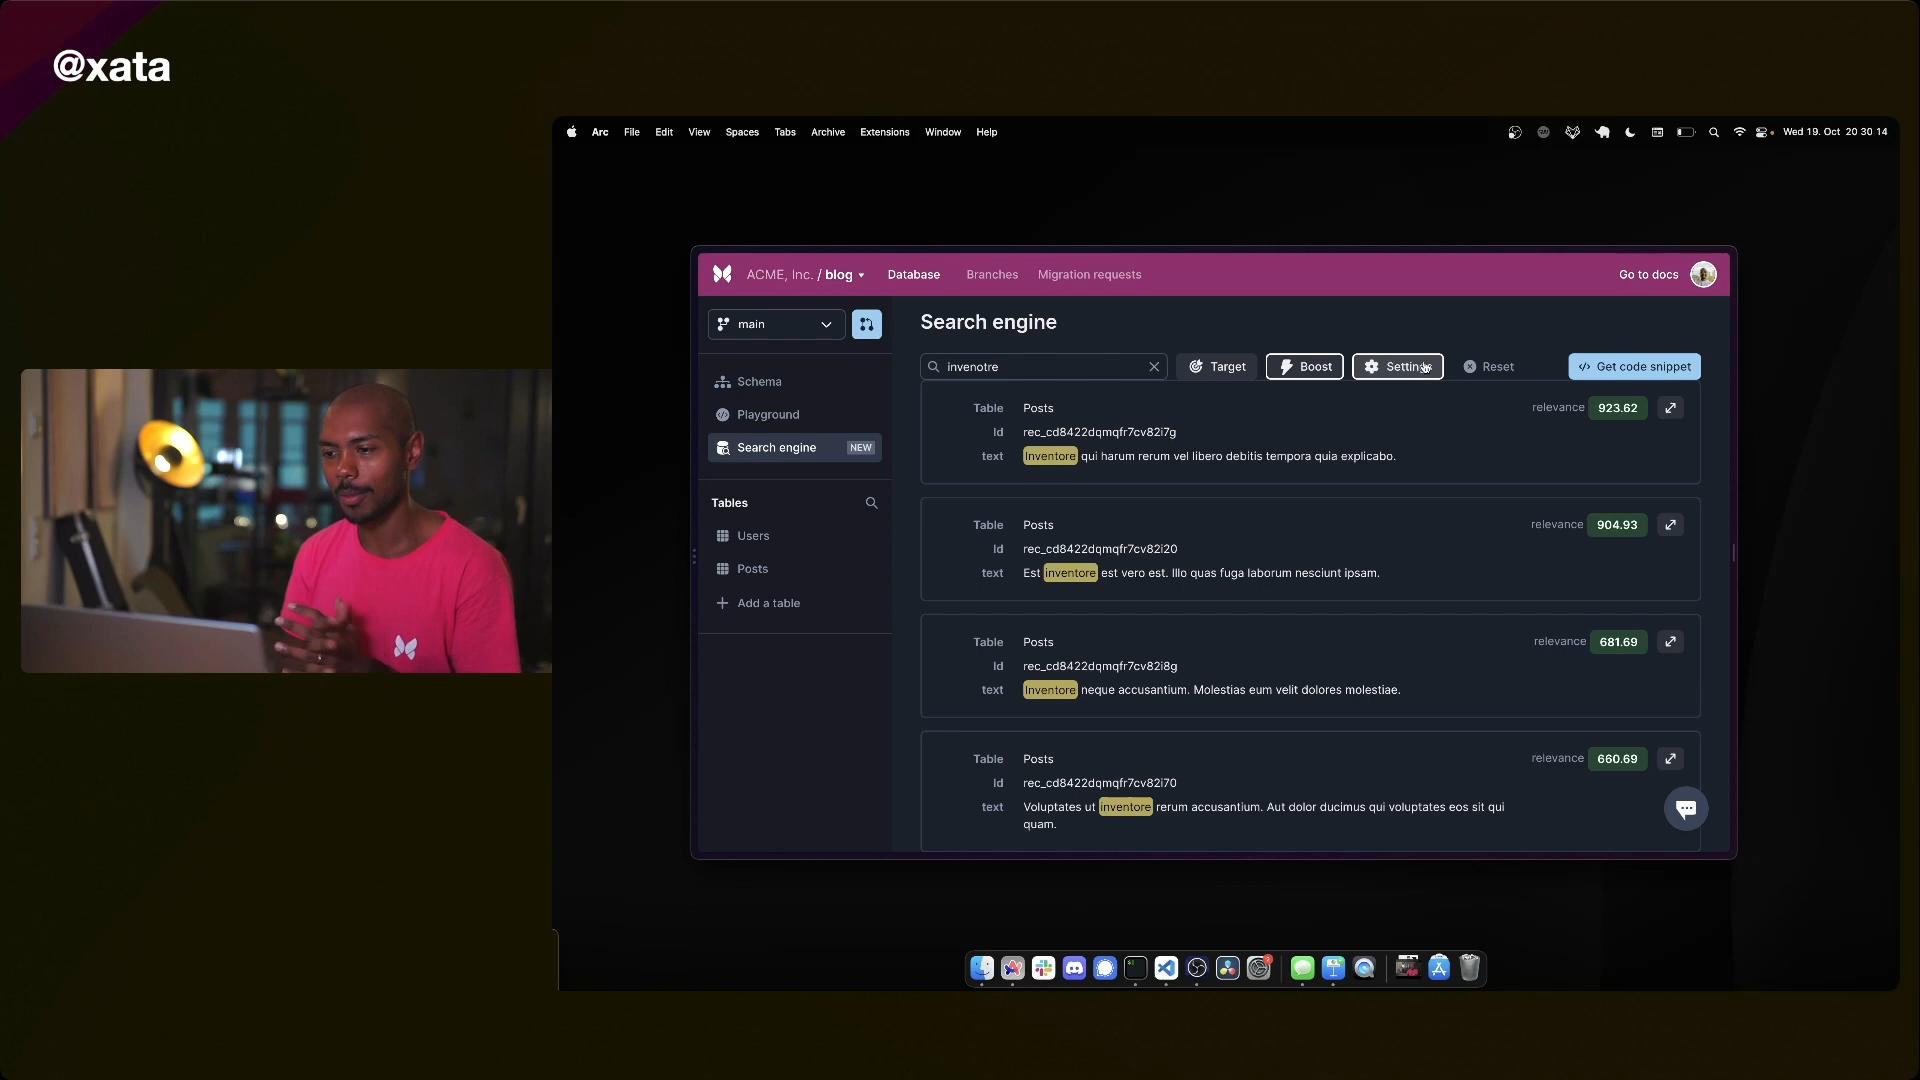 @xata
Arc File Edit View Spaces Tabs Archive Extensions Window Help
Wed 19. Oct 20 30 14
ACME, Inc. / blog Database Branches Migration requests
Go to docs
main
Search engine
invenotre
Target Boost Settings Reset
Get code snippet
Schema
Playground
Search engine NEW
Tables
Users
Posts
Add a table
Table Posts
relevance 923.62
Id rec_cd8422dqmqfr7cv82i7g
text Inventore qui harum rerum vel libero debitis tempora quia explicabo.
Table Posts
relevance 904.93
Id rec_cd8422dqmqfr7cv82i20
text Est inventore est vero est. Illo quas fuga laborum nesciunt ipsam.
Table Posts
relevance 681.69
Id rec_cd8422dqmqfr7cv82i8g
text Inventore neque accusantium. Molestias eum velit dolores molestiae.
Table Posts
relevance 660.69
Id rec_cd8422dqmqfr7cv82i70
text Voluptates ut inventore rerum accusantium. Aut dolor ducimus qui voluptates eos sit qui
quam.